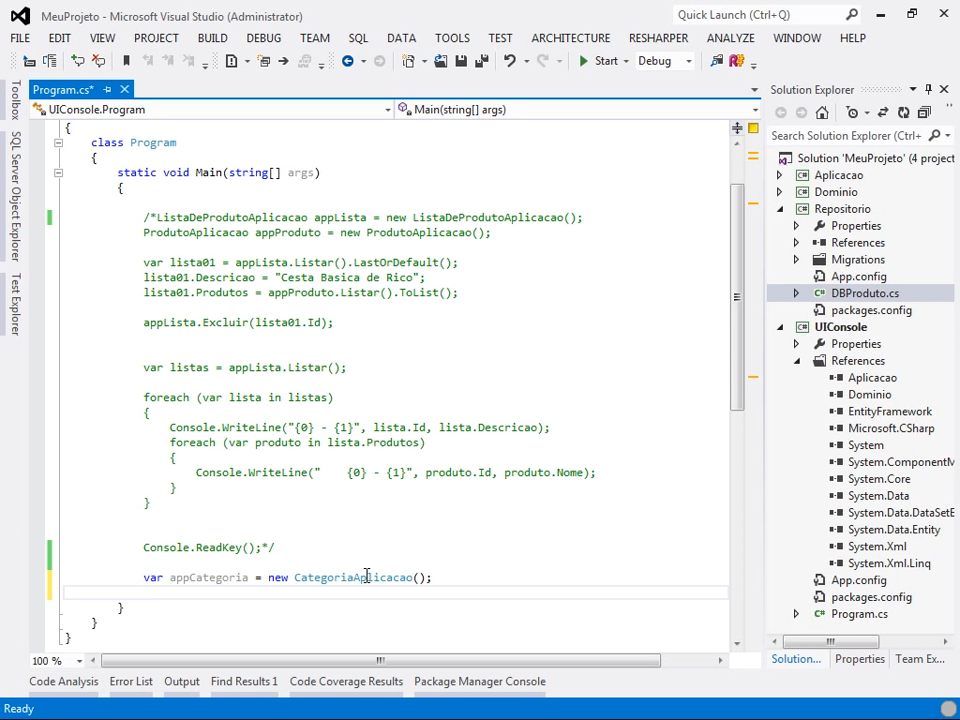 MeuProjeto - Microsoft Visual Studio (Administrator)
Quick Launch (Ctrl+Q)
FILE EDIT VIEW PROJECT BUILD DEBUG TEAM SQL DATA TOOLS TEST ARCHITECTURE RESHARPER ANALYZE WINDOW HELP
Start Debug
Toolbox
SQL Server Object Explorer
Test Explorer
Program.cs*
UIConsole.Program Main(string[] args)
{
class Program
{
static void Main(string[] args)
{
/*ListaDeProdutoAplicacao appLista = new ListaDeProdutoAplicacao();
ProdutoAplicacao appProduto = new ProdutoAplicacao();
var lista01 = appLista.Listar().LastOrDefault();
lista01.Descricao = "Cesta Basica de Rico";
lista01.Produtos = appProduto.Listar().ToList();
appLista.Excluir(lista01.Id);
var listas = appLista.Listar();
foreach (var lista in listas)
{
Console.WriteLine("{0} - {1}", lista.Id, lista.Descricao);
foreach (var produto in lista.Produtos)
{
Console.WriteLine("    {0} - {1}", produto.Id, produto.Nome);
}
}
Console.ReadKey();*/
var appCategoria = new CategoriaAplicacao();
}
}
}
100 %
Solution Explorer
Search Solution Explorer (Ctrl+
Solution 'MeuProjeto' (4 project
Aplicacao
Dominio
Repositorio
Properties
References
Migrations
App.config
DBProduto.cs
packages.config
UIConsole
Properties
References
Aplicacao
Dominio
EntityFramework
Microsoft.CSharp
System
System.ComponentM
System.Core
System.Data
System.Data.DataSetE
System.Data.Entity
System.Xml
System.Xml.Linq
App.config
packages.config
Program.cs
Solution... Properties Team Ex...
Code Analysis Error List Output Find Results 1 Code Coverage Results Package Manager Console
Ready